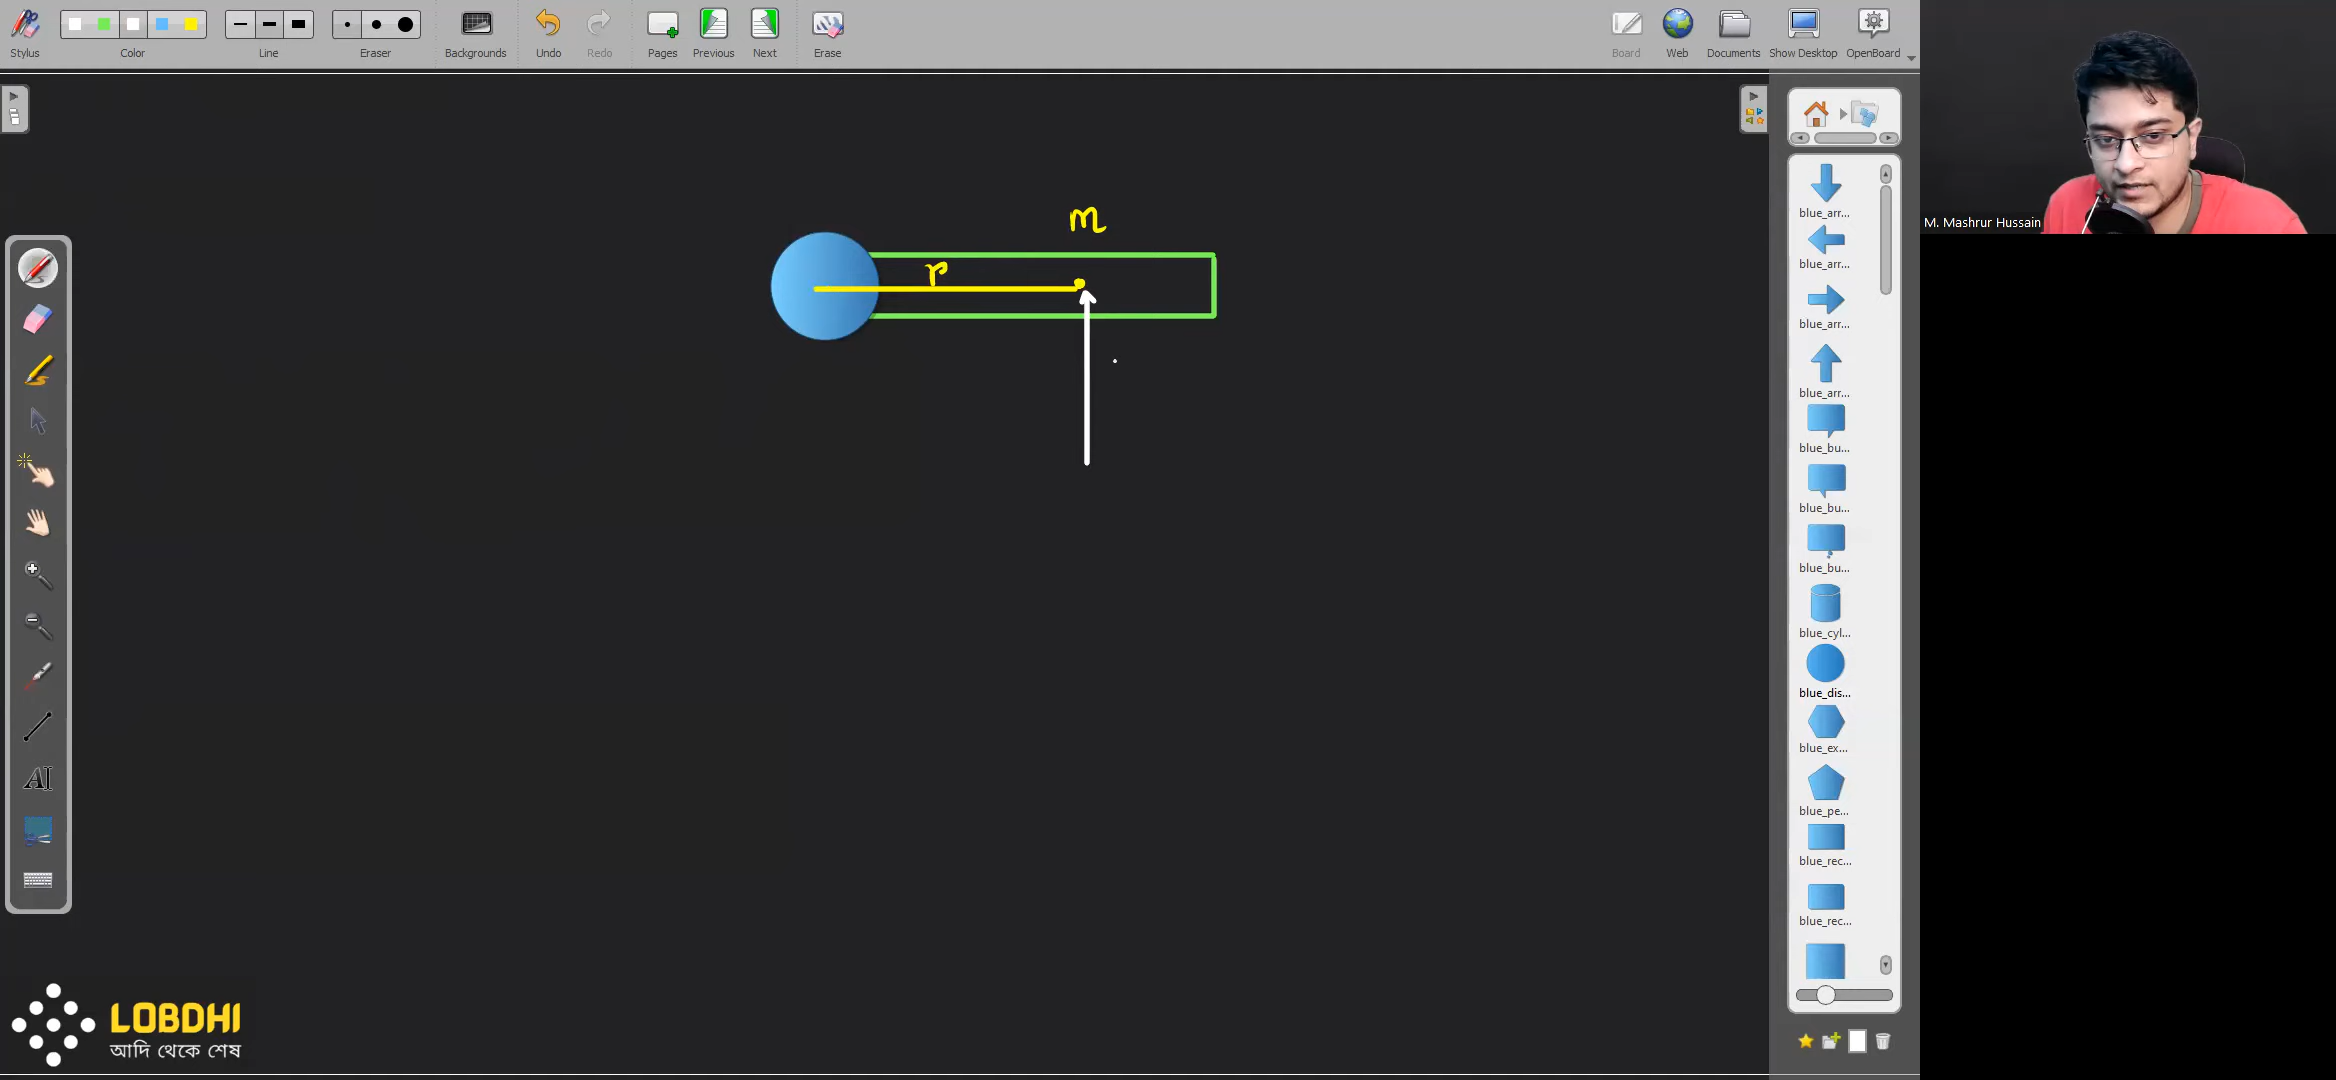 Stylus
Color
Line
Eraser
Backgrounds
Undo
Redo
Pages
Previous
Next
Erase
Board
Web
Documents
Show Desktop
OpenBoard
M. Mashrur Hussain
m
r
AI
blue_arr...
blue_arr...
blue_arr...
blue_arr...
blue_bu...
blue_bu...
blue_bu...
blue_cyl...
blue_dis...
blue_ex...
blue_pe...
blue_rec...
blue_rec...
LOBDHI
আদি থেকে শেষ